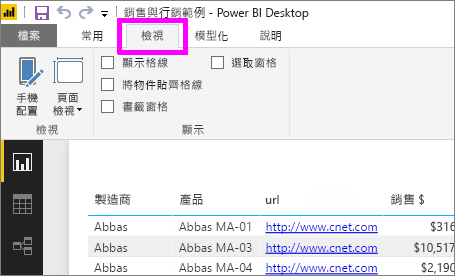 銷售與行銷範例 - Power BI Desktop
檔案 常用 檢視 模型化 說明
手機配置
頁面檢視
顯示格線
將物件貼齊格線
書籤窗格
選取窗格
檢視 顯示
製造商 產品 url 銷售 $
Abbas Abbas MA-01 http://www.cnet.com $316
Abbas Abbas MA-03 http://www.cnet.com $10,517
Abbas Abbas MA-04 http://www.cnet.com $2,190